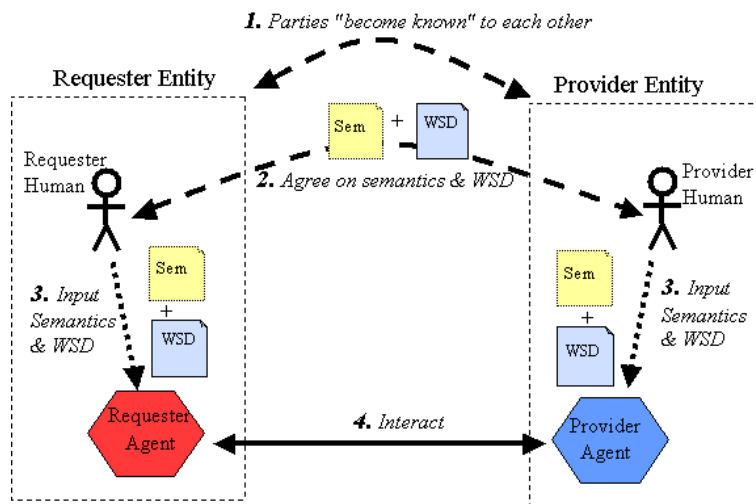 1. Parties "become known" to each other
Requester Entity
Provider Entity
Sem
+
WSD
Requester
Human
Provider
Human
2. Agree on semantics & WSD
Sem
+
WSD
3. Input
Semantics
& WSD
Sem
+
WSD
3. Input
Semantics
& WSD
Requester
Agent
4. Interact
Provider
Agent